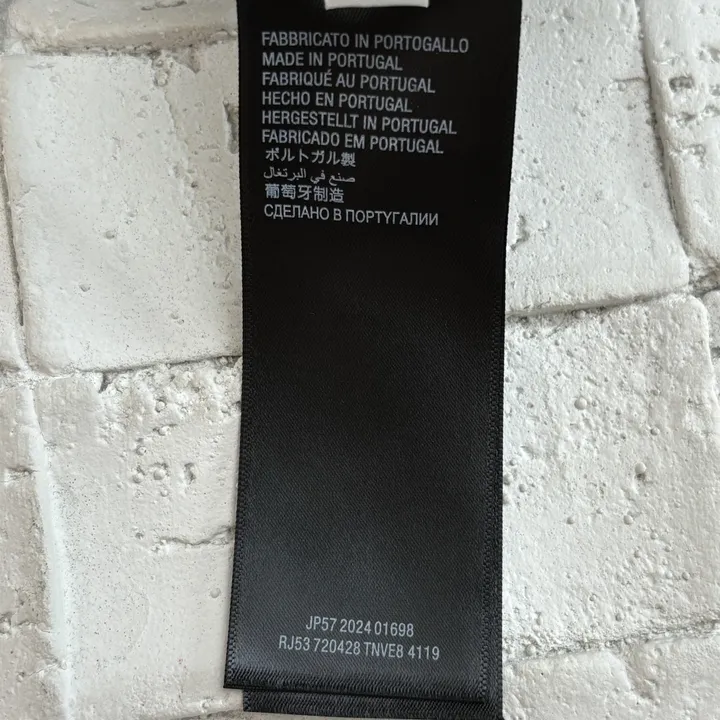 FABBRICATO IN PORTOGALLO
MADE IN PORTUGAL
FABRIQUÉ AU PORTUGAL
HECHO EN PORTUGAL
HERGESTELLT IN PORTUGAL
FABRICADO EM PORTUGAL
ポルトガル製
صنع في البرتغال
葡萄牙制造
СДЕЛАНО В ПОРТУГАЛИИ
JP57 2024 01698
RJ53 720428 TNVE8 4119